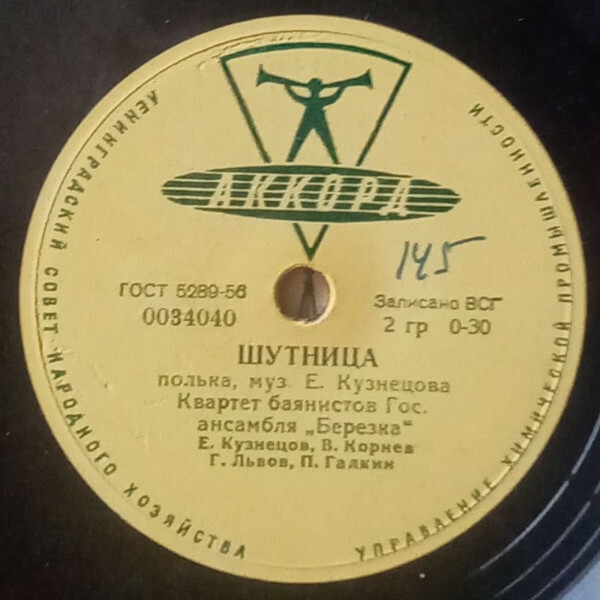 ЛЕНИНГРАДСКИЙ СОВЕТ НАРОДНОГО ХОЗЯЙСТВА
УПРАВЛЕНИЕ ХИМИЧЕСКОЙ ПРОМЫШЛЕННОСТИ
АККОРД
145
ГОСТ 5289-56
0034040
Записано ВСГ
2 гр 0-30
ШУТНИЦА
полька, муз. Е. Кузнецова
Квартет баянистов Гос.
ансамбля „Березка"
Е. Кузнецов, В. Корнев
Г. Львов, П. Галкин